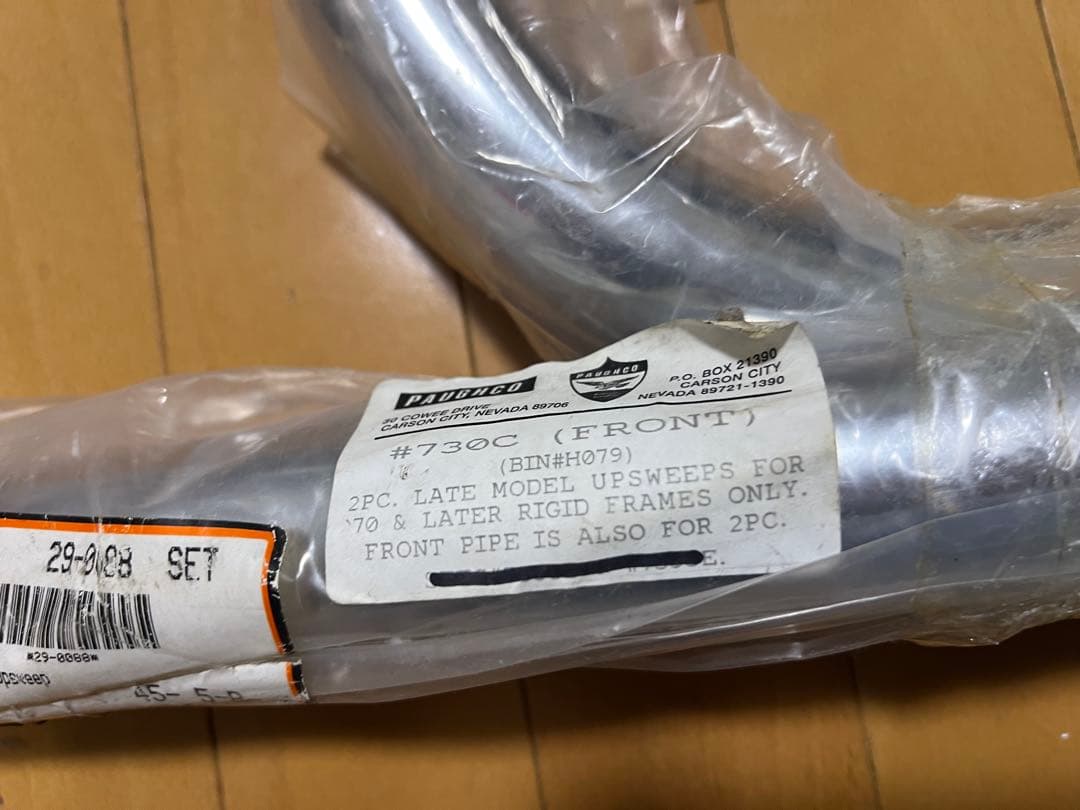 PAUGHCO
30 COWEE DRIVE
CARSON CITY, NEVADA 89706
PAUGHCO
P.O. BOX 21390
CARSON CITY
NEVADA 89721-1390
#730C (FRONT)
(BIN#H079)
2PC. LATE MODEL UPSWEEPS FOR
'70 & LATER RIGID FRAMES ONLY.
FRONT PIPE IS ALSO FOR 2PC.
E.
29-0088 SET
*29-0088*
upsweep